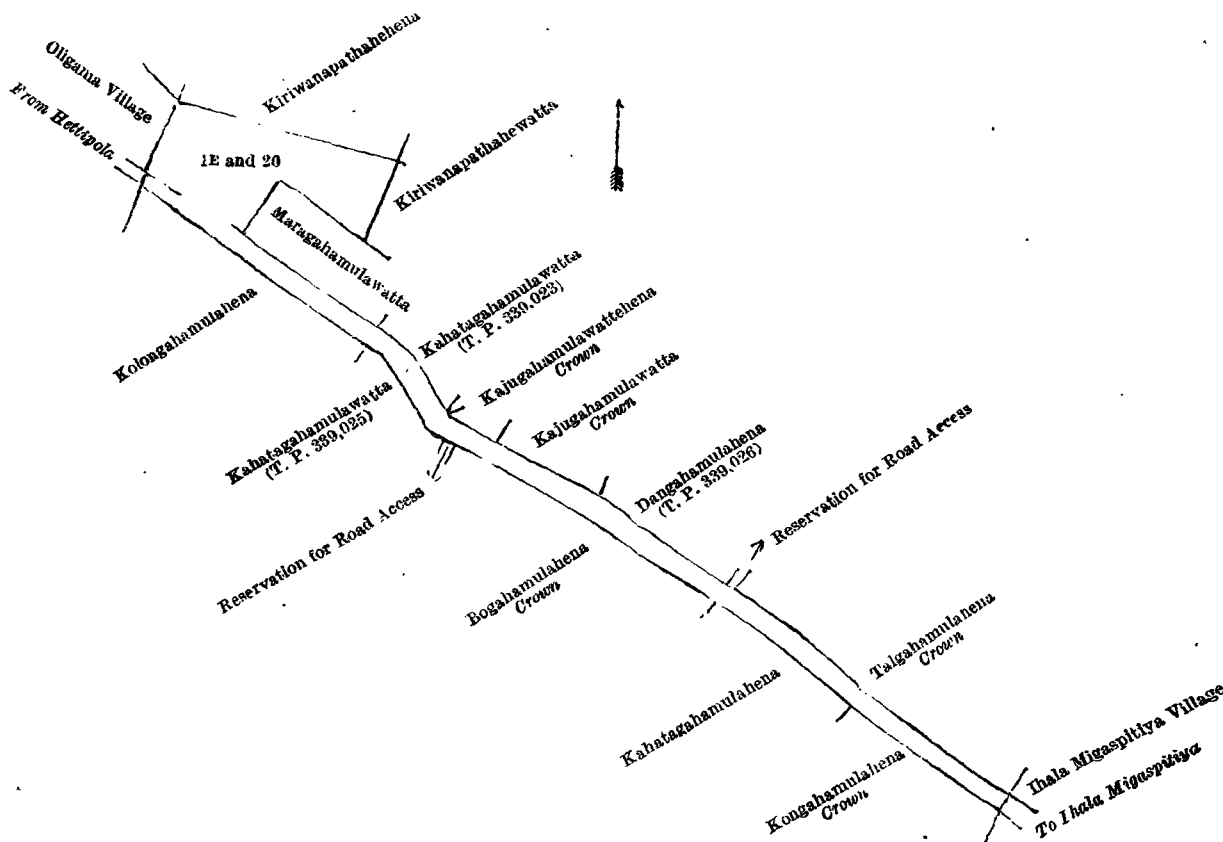 Oligama Village
From Hettipola
Kiriwanapathahehena
1E and 20
Kiriwanapathahewatta
Maragahamulawatta
Kolongahamulahena
Kahatagahamulawatta
(T. P. 339,023)
Kahatagahamulawatta
(T. P. 339,025)
Kajugahamulawattehena
Crown
Kajugahamulawatta
Crown
Reservation for Road Access
Dangahamulahena
(T. P. 339,026)
Bogahamulahena
Crown
Reservation for Road Access
Talgahamulahena
Crown
Kahatagahamulahena
Kongahamulahena
Crown
Ihala Migaspitiya Village
To Ihala Migaspitiya